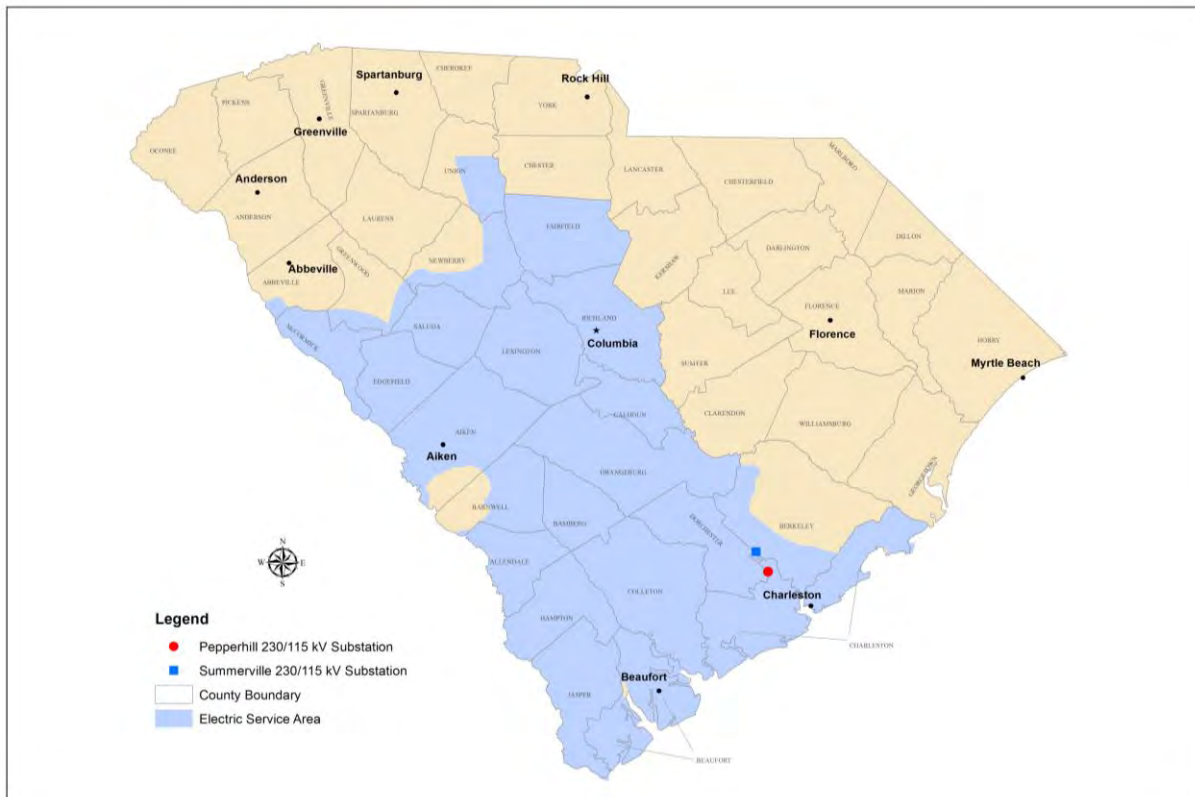 Spartanburg
CHEROKEE
Rock Hill
PICKENS
GREENVILLE
SPARTANBURG
YORK
Greenville
OCONEE
UNION
CHESTER
LANCASTER
CHESTERFIELD
MARLBORO
Anderson
ANDERSON
LAURENS
FAIRFIELD
DARLINGTON
DILLON
Abbeville
GREENWOOD
NEWBERRY
KERSHAW
ABBEVILLE
LEE
MARION
FLORENCE
McCORMICK
SALUDA
RICHLAND
Florence
HORRY
Columbia
LEXINGTON
SUMTER
Myrtle Beach
EDGEFIELD
CALHOUN
CLARENDON
WILLIAMSBURG
AIKEN
Aiken
ORANGEBURG
GEORGETOWN
BARNWELL
BAMBERG
DORCHESTER
BERKELEY
N
W E
S
ALLENDALE
COLLETON
Charleston
HAMPTON
CHARLESTON
Legend
Pepperhill 230/115 kV Substation
Summerville 230/115 kV Substation
County Boundary
Electric Service Area
Beaufort
JASPER
BEAUFORT